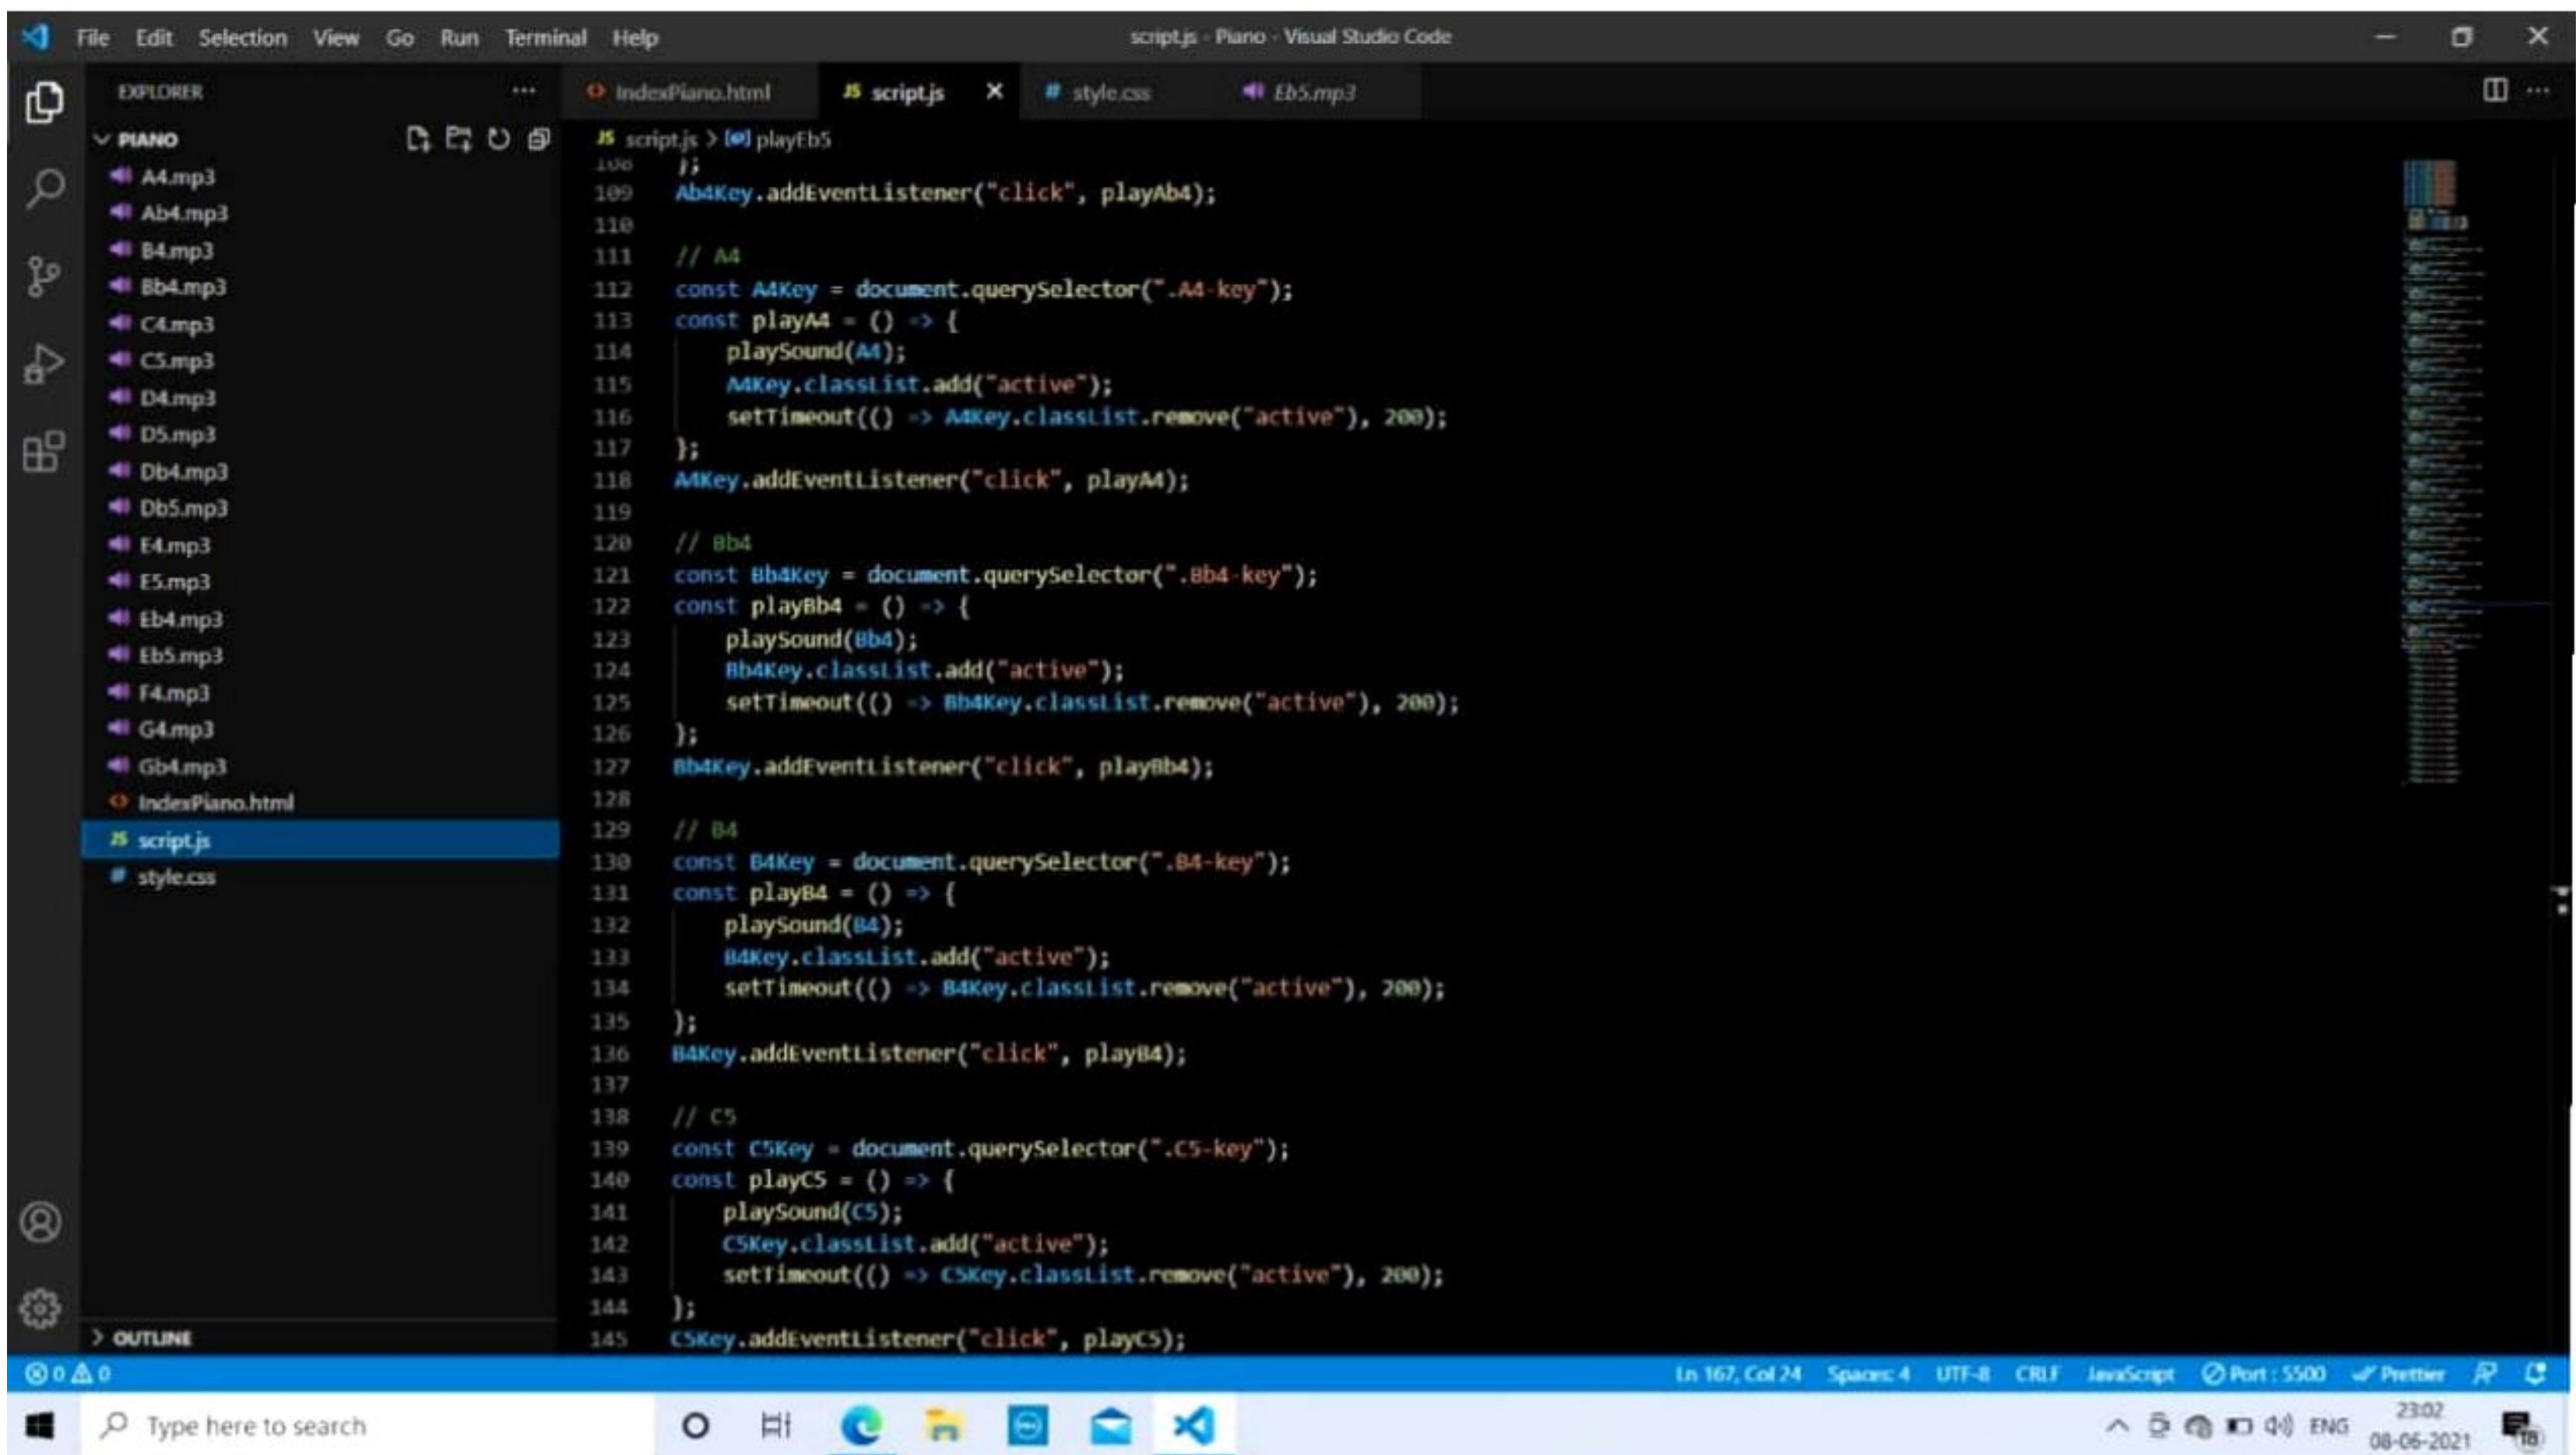 File Edit Selection View Go Run Terminal Help
script.js - Piano - Visual Studio Code
EXPLORER
IndexPiano.html
JS script.js
# style.css
Eb5.mp3
PIANO
JS script.js > playEb5
A4.mp3
Ab4.mp3
B4.mp3
Bb4.mp3
C4.mp3
C5.mp3
D4.mp3
D5.mp3
Db4.mp3
Db5.mp3
E4.mp3
E5.mp3
Eb4.mp3
Eb5.mp3
F4.mp3
G4.mp3
Gb4.mp3
IndexPiano.html
JS script.js
# style.css
OUTLINE
108 };
109 Ab4Key.addEventListener("click", playAb4);
110
111 // A4
112 const A4Key = document.querySelector(".A4-key");
113 const playA4 = () => {
114 playSound(A4);
115 A4Key.classList.add("active");
116 setTimeout(() => A4Key.classList.remove("active"), 200);
117 };
118 A4Key.addEventListener("click", playA4);
119
120 // Bb4
121 const Bb4Key = document.querySelector(".Bb4-key");
122 const playBb4 = () => {
123 playSound(Bb4);
124 Bb4Key.classList.add("active");
125 setTimeout(() => Bb4Key.classList.remove("active"), 200);
126 };
127 Bb4Key.addEventListener("click", playBb4);
128
129 // B4
130 const B4Key = document.querySelector(".B4-key");
131 const playB4 = () => {
132 playSound(B4);
133 B4Key.classList.add("active");
134 setTimeout(() => B4Key.classList.remove("active"), 200);
135 };
136 B4Key.addEventListener("click", playB4);
137
138 // C5
139 const C5Key = document.querySelector(".C5-key");
140 const playC5 = () => {
141 playSound(C5);
142 C5Key.classList.add("active");
143 setTimeout(() => C5Key.classList.remove("active"), 200);
144 };
145 C5Key.addEventListener("click", playC5);
0 0
Ln 167, Col 24 Spaces: 4 UTF-8 CRLF JavaScript Port : 5500 Prettier
Type here to search
ENG
23:02
08-06-2021
18